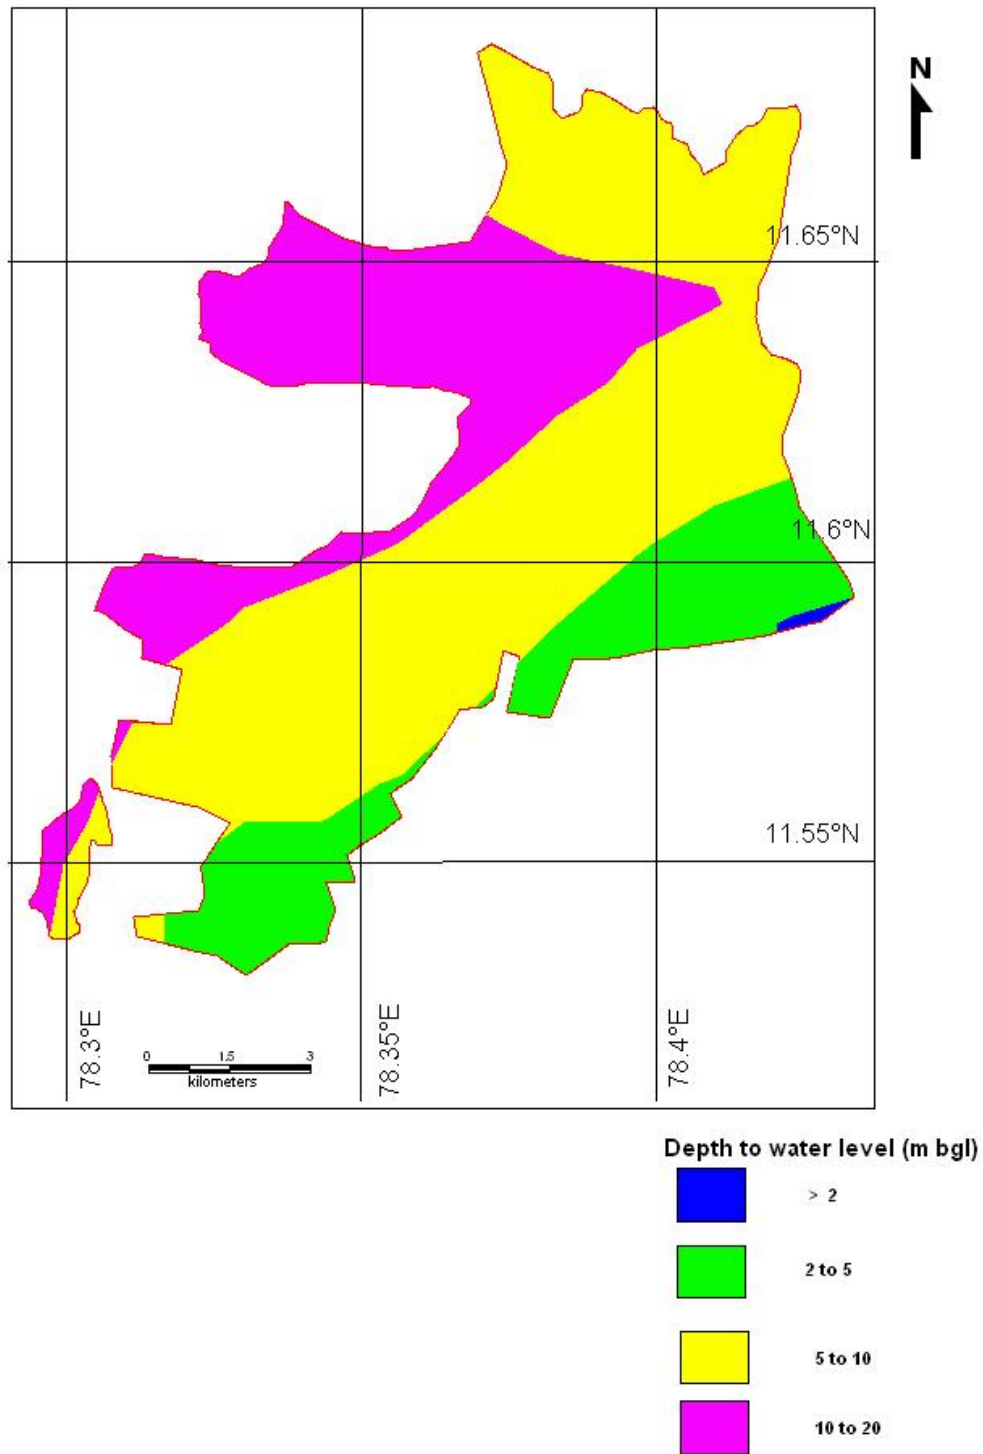 N
11.65°N
11.6°N
11.55°N
78.3°E
78.35°E
78.4°E
0 1.5 3
kilometers
Depth to water level (m bgl)
> 2
2 to 5
5 to 10
10 to 20